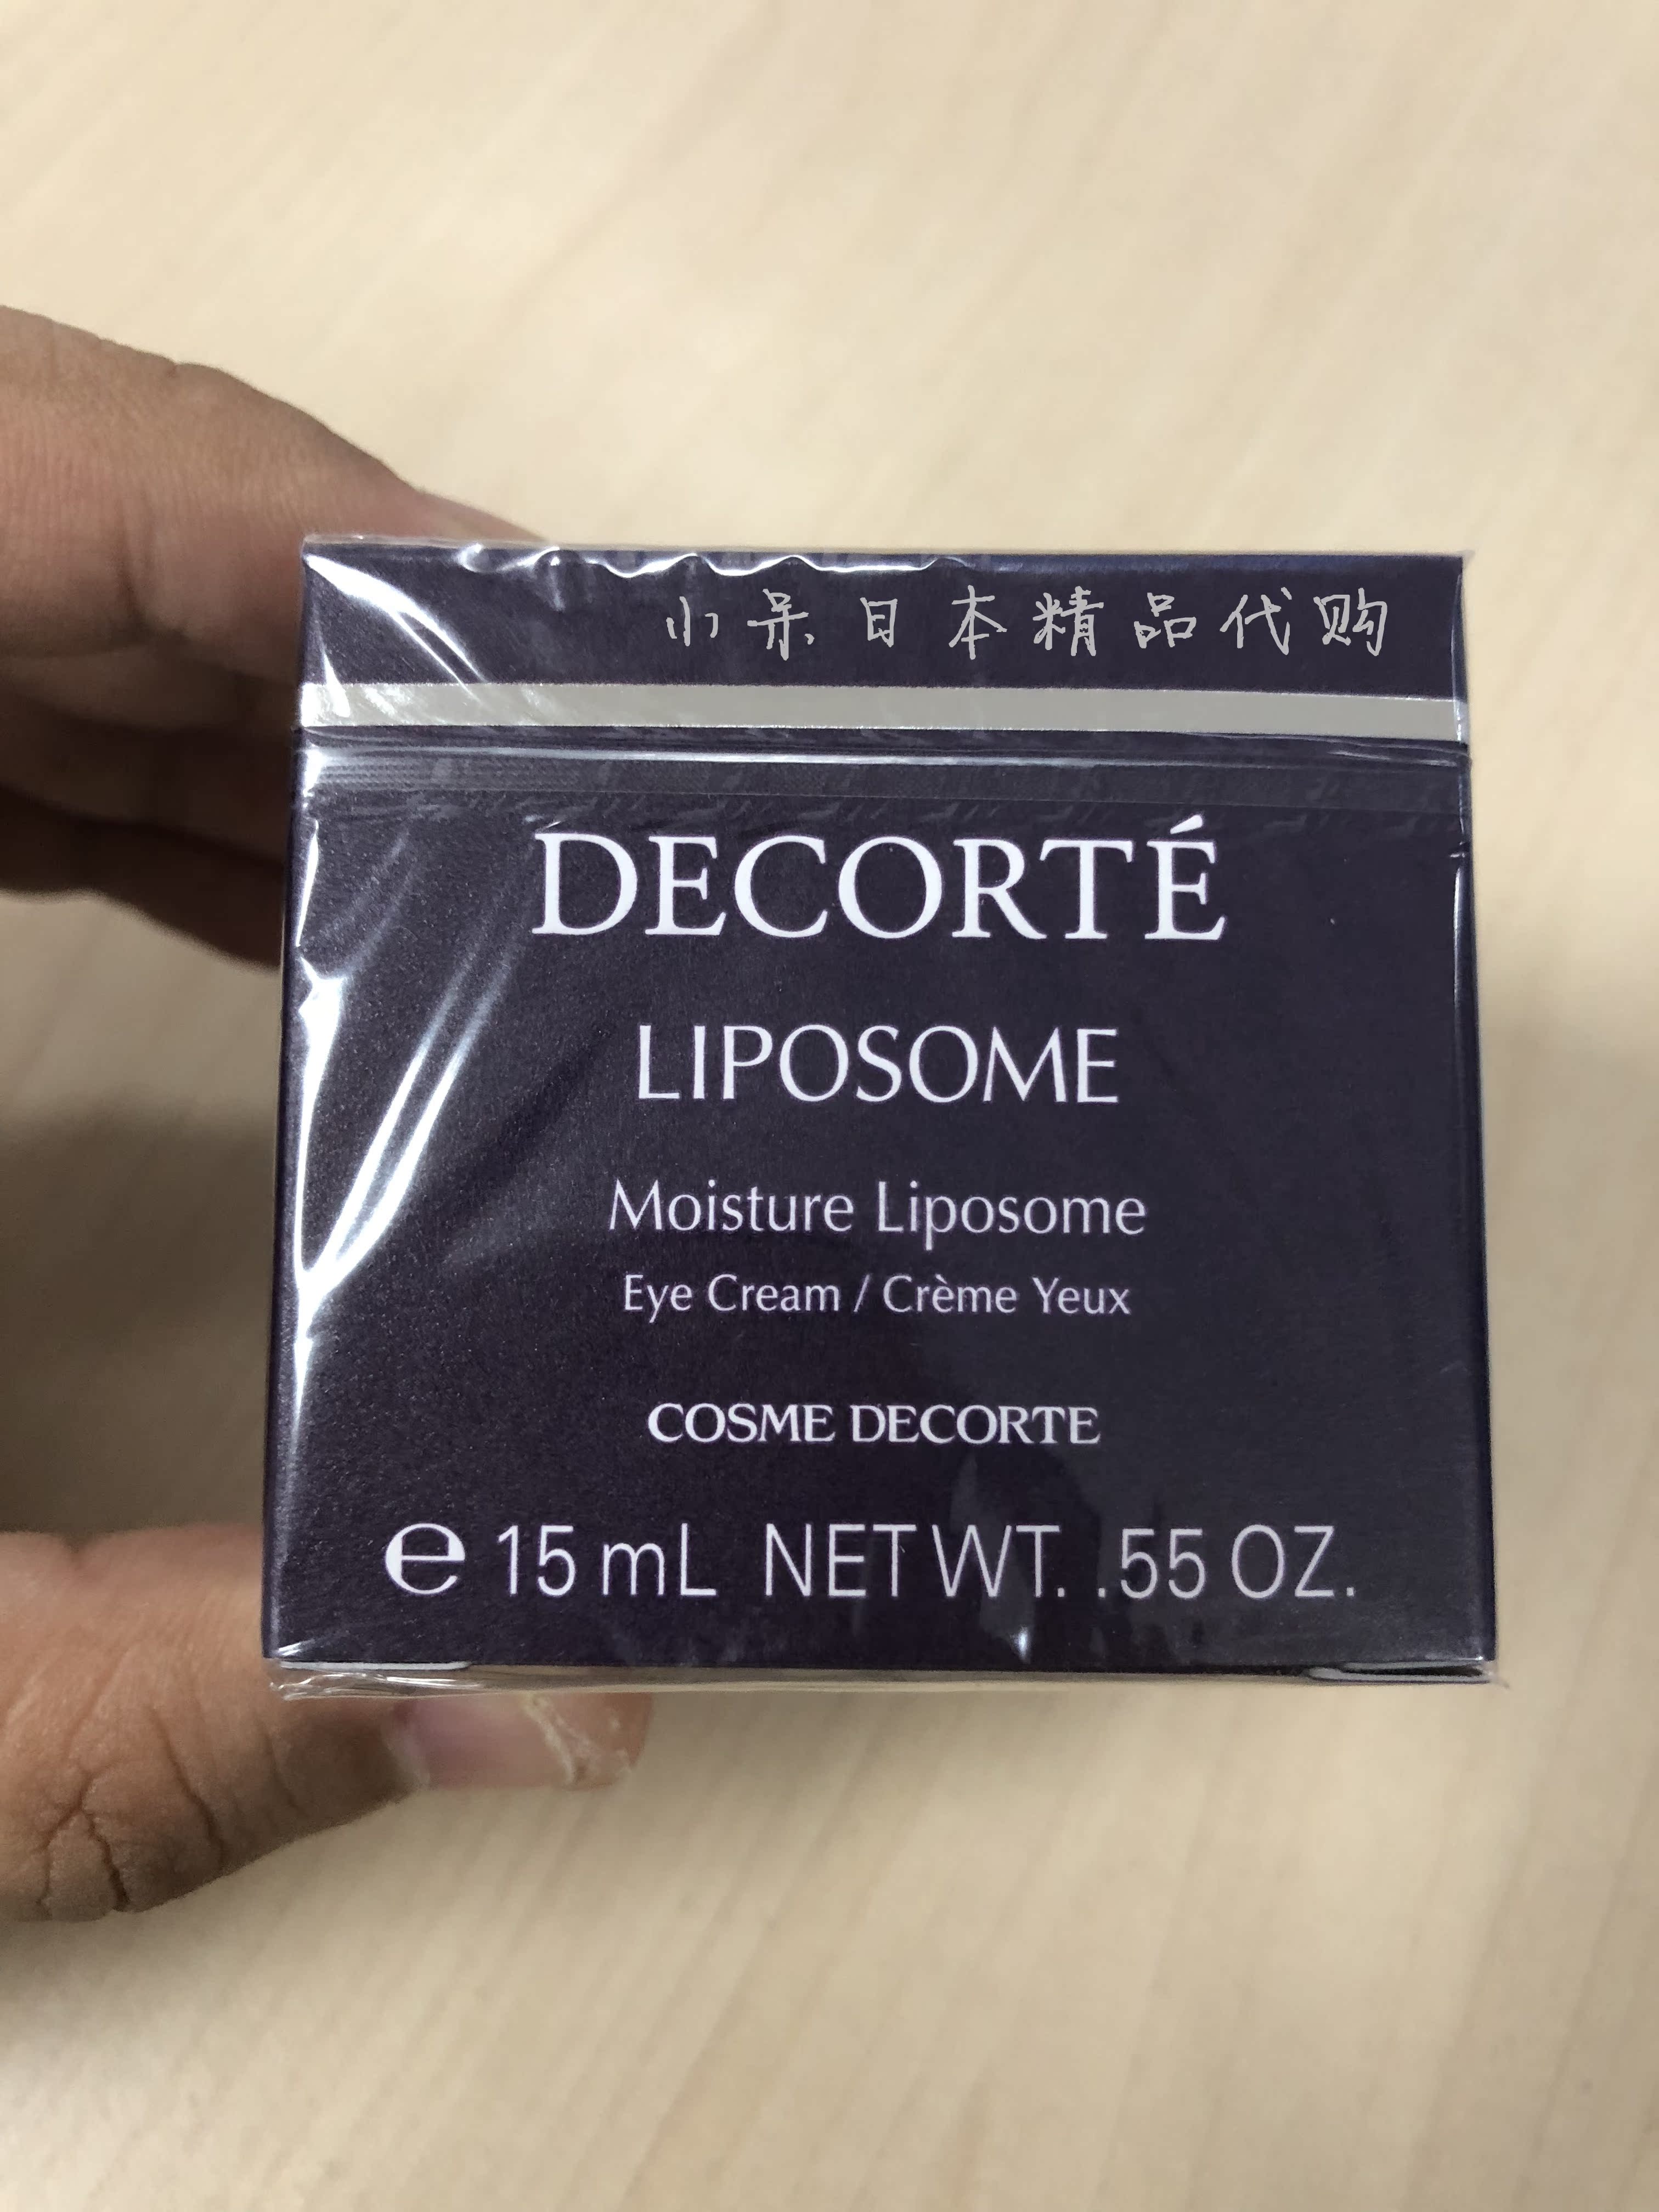 小呆日本精品代购
DECORTÉ
LIPOSOME
Moisture Liposome
Eye Cream / Crème Yeux
COSME DECORTE
℮ 15 mL NET WT. .55 OZ.